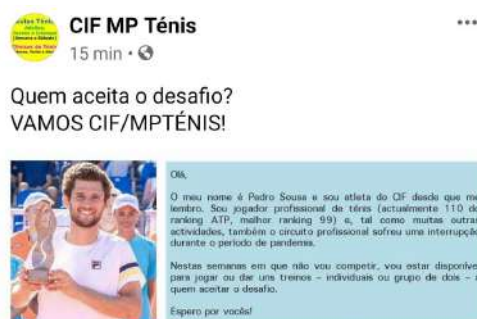 CIF MP Ténis
15 min
Quem aceita o desafio?
VAMOS CIF/MPTÉNIS!
Olá,
O meu nome é Pedro Sousa e sou atleta do CIF desde que me
lembro. Sou jogador profissional de ténis (actualmente 110 do
ranking ATP, melhor ranking 99) e, tal como muitas outras
actividades, também o circuito profissional sofreu uma interrupção
durante o período de pandemia.
Nestas semanas em que não vou competir, vou estar disponível
para jogar ou dar uns treinos – individuais ou grupo de dois – a
quem aceitar o desafio.
Espero por vocês!